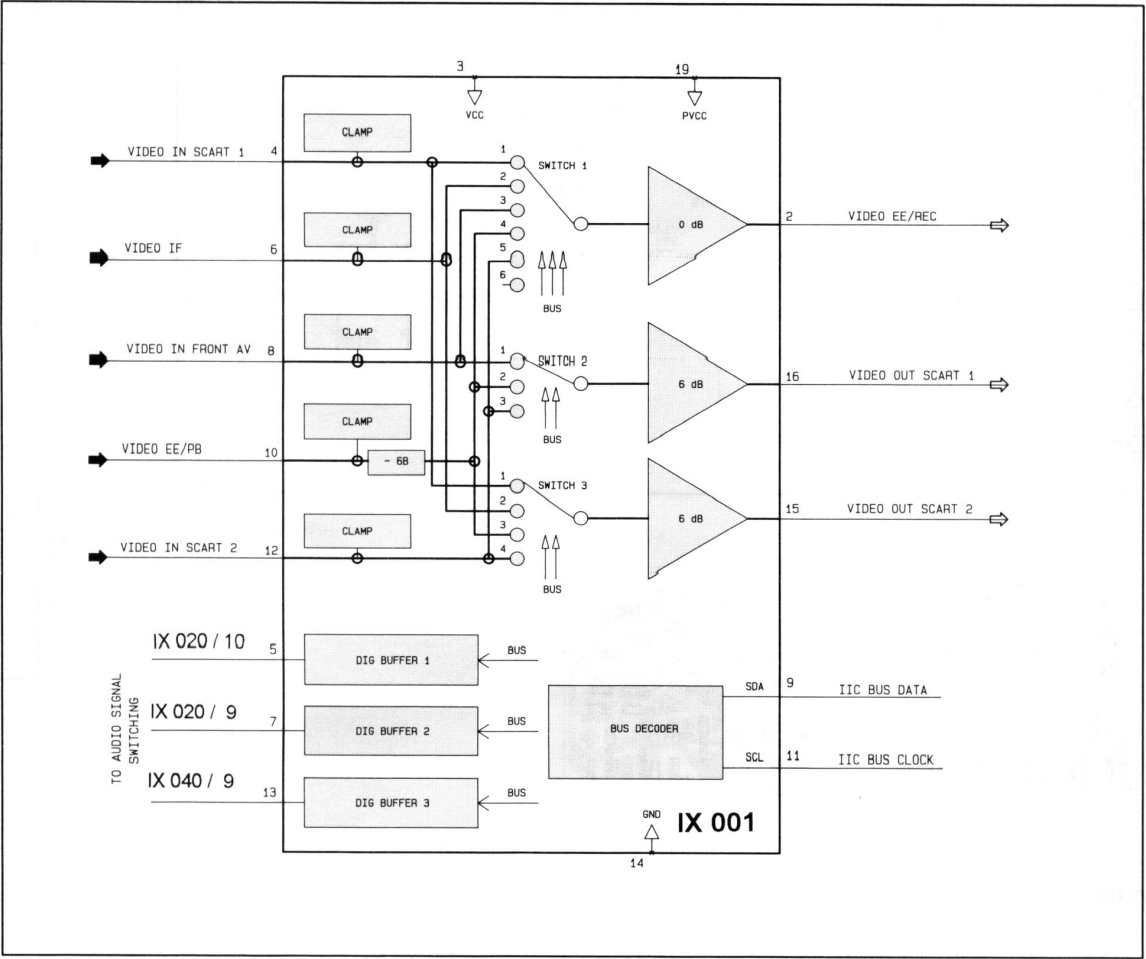 3
19
VCC
PVCC
CLAMP
VIDEO IN SCART 1
4
1
SWITCH 1
2
3
4
5
6
BUS
0 dB
2
VIDEO EE/REC
CLAMP
VIDEO IF
6
CLAMP
VIDEO IN FRONT AV
8
1
SWITCH 2
2
3
BUS
6 dB
16
VIDEO OUT SCART 1
CLAMP
VIDEO EE/PB
10
- 6B
1
SWITCH 3
2
3
4
BUS
6 dB
15
VIDEO OUT SCART 2
CLAMP
VIDEO IN SCART 2
12
TO AUDIO SIGNAL
SWITCHING
IX 020 / 10
5
DIG BUFFER 1
BUS
IX 020 / 9
7
DIG BUFFER 2
BUS
IX 040 / 9
13
DIG BUFFER 3
BUS
BUS DECODER
SDA
9
IIC BUS DATA
SCL
11
IIC BUS CLOCK
GND
IX 001
14